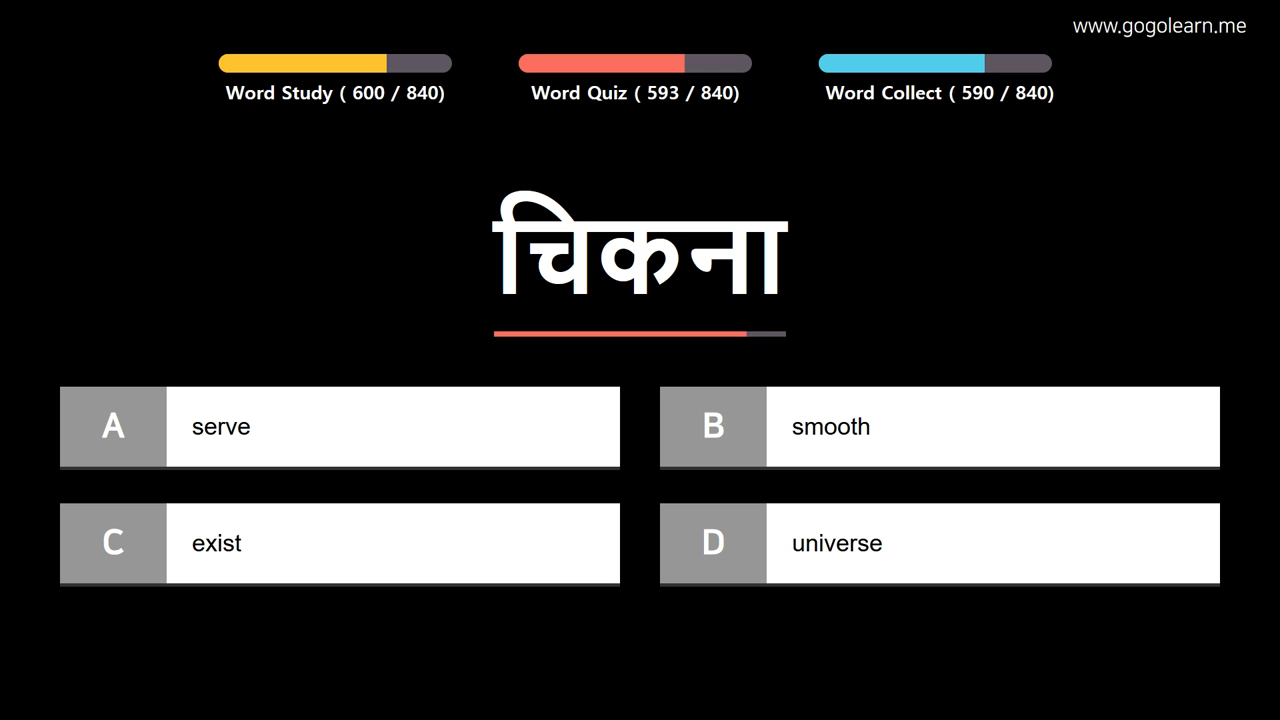 www.gogolearn.me
Word Study ( 600 / 840)
Word Quiz ( 593 / 840)
Word Collect ( 590 / 840)
चिकना
A serve
B smooth
C exist
D universe